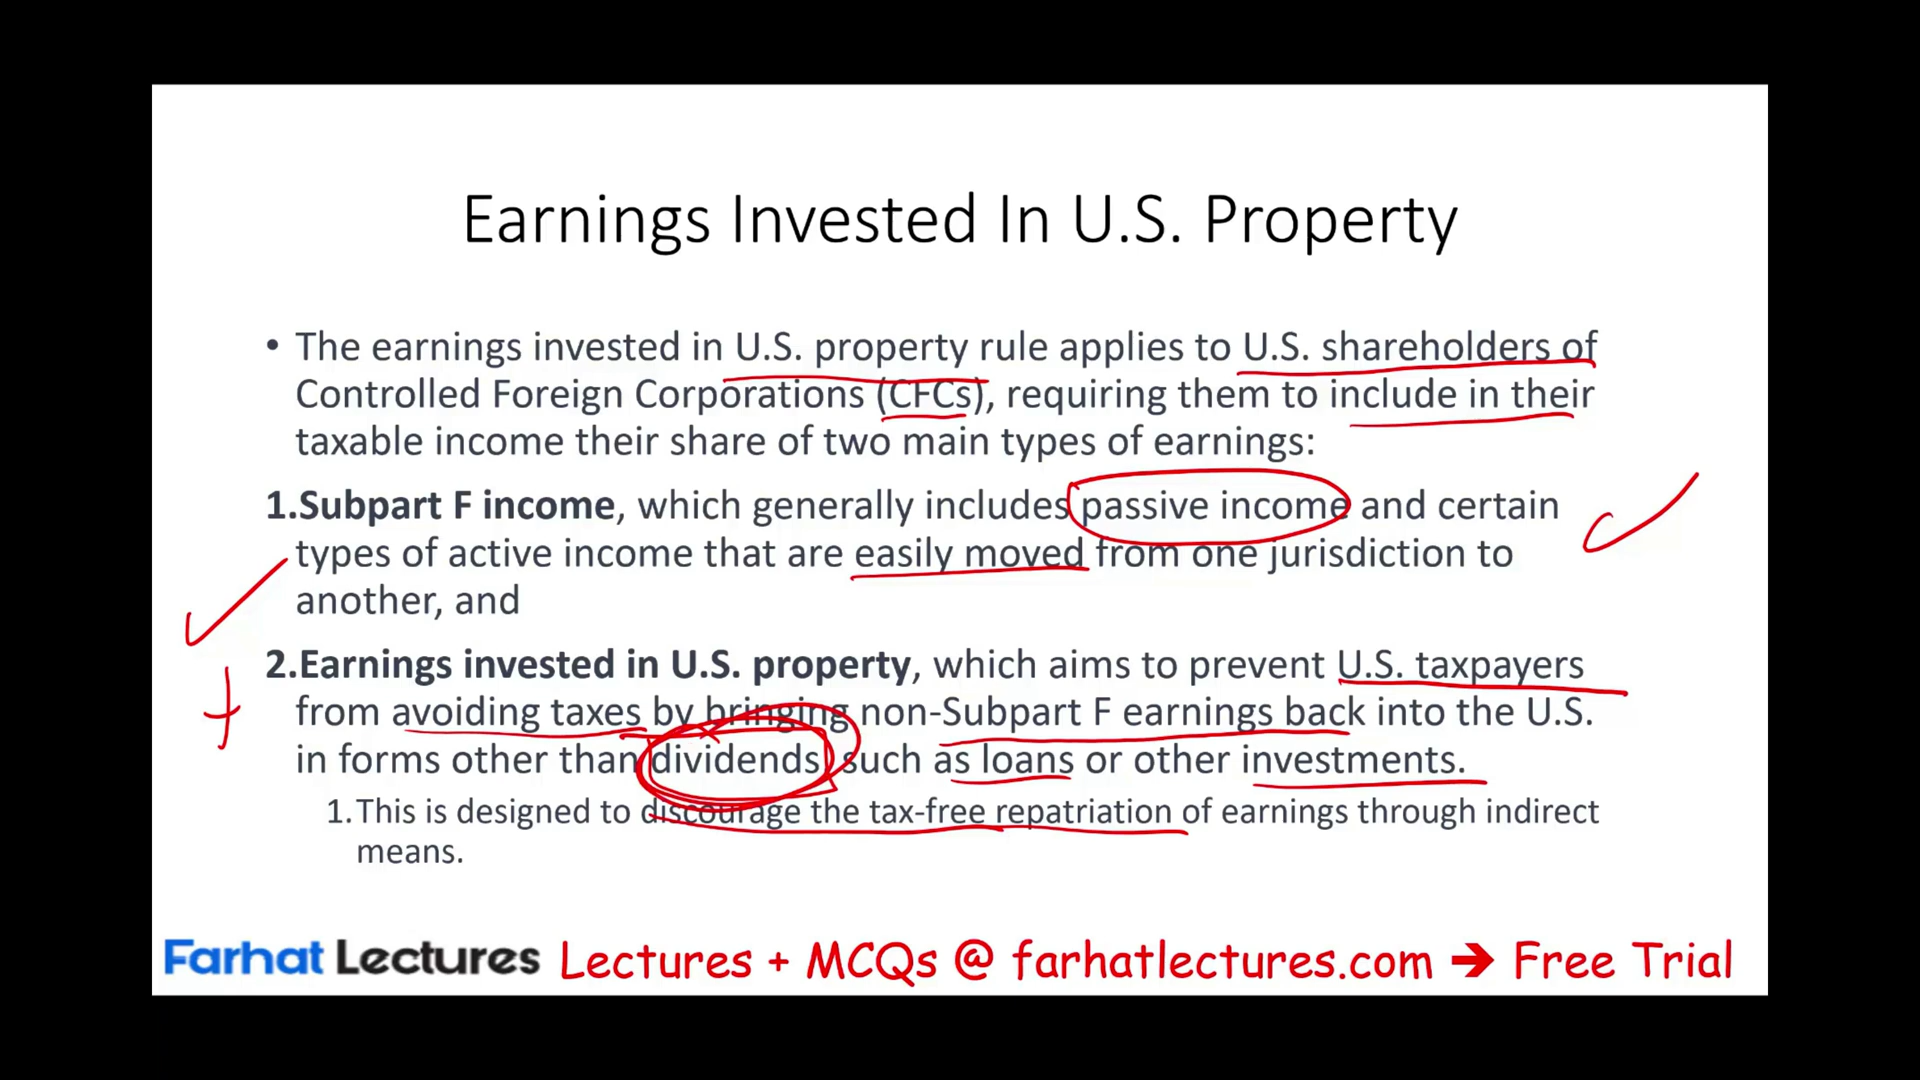 Earnings Invested In U.S. Property
• The earnings invested in U.S. property rule applies to U.S. shareholders of
Controlled Foreign Corporations (CFCs), requiring them to include in their
taxable income their share of two main types of earnings:
1.Subpart F income, which generally includes passive income and certain
types of active income that are easily moved from one jurisdiction to
another, and
2.Earnings invested in U.S. property, which aims to prevent U.S. taxpayers
from avoiding taxes by bringing non-Subpart F earnings back into the U.S.
in forms other than dividends, such as loans or other investments.
1.This is designed to discourage the tax-free repatriation of earnings through indirect
means.
Farhat Lectures Lectures + MCQs @ farhatlectures.com ➔ Free Trial